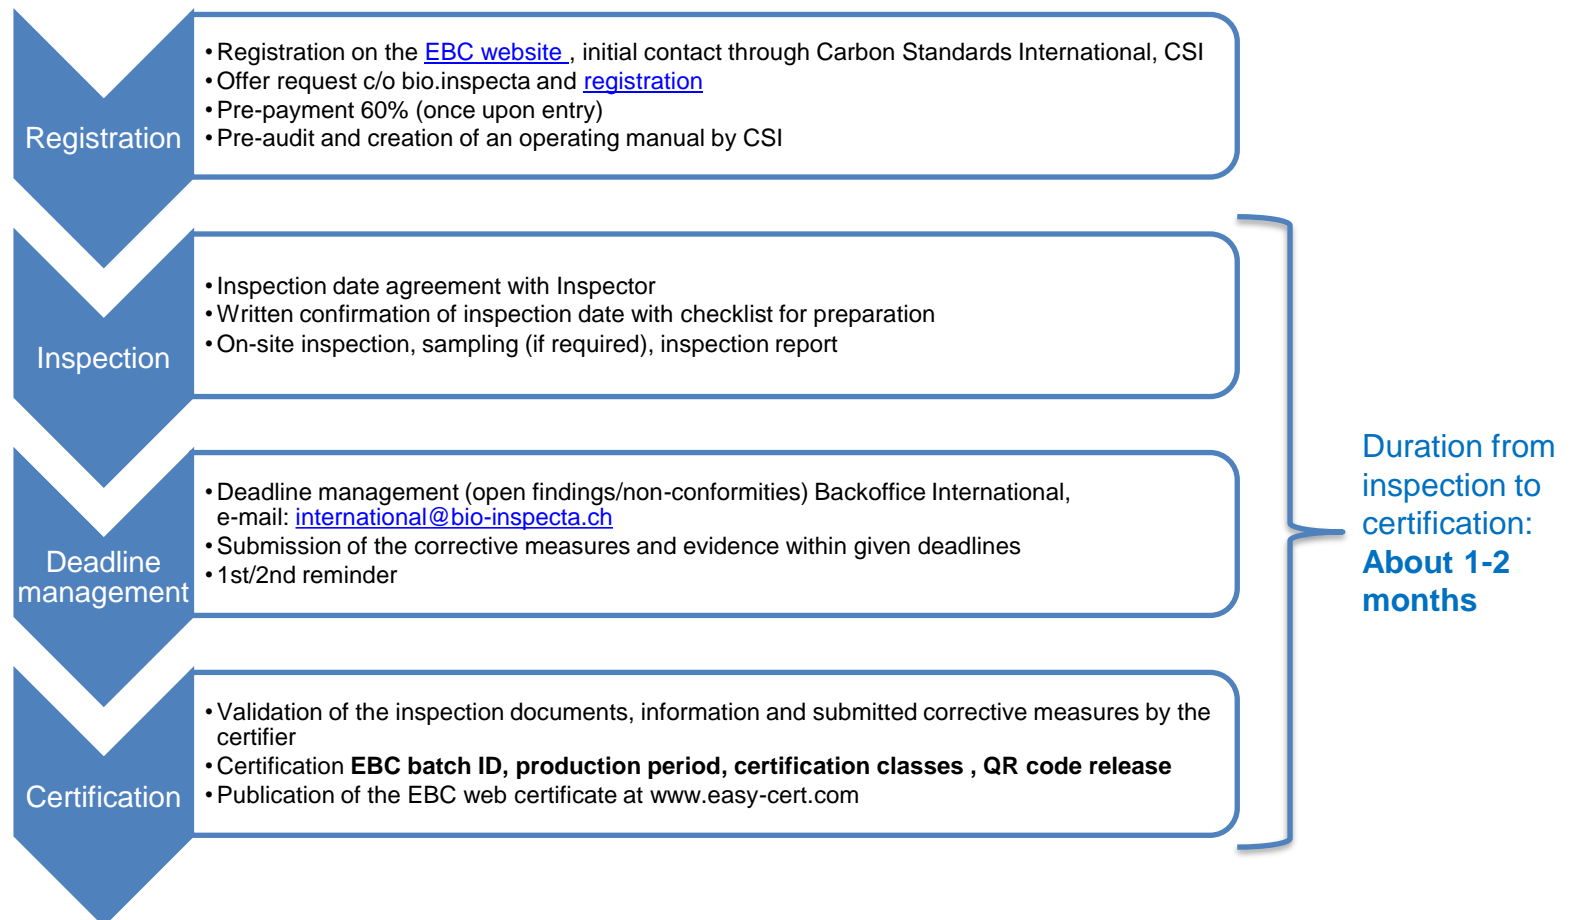 Registration
• Registration on the EBC website , initial contact through Carbon Standards International, CSI
• Offer request c/o bio.inspecta and registration
• Pre-payment 60% (once upon entry)
• Pre-audit and creation of an operating manual by CSI
Inspection
• Inspection date agreement with Inspector
• Written confirmation of inspection date with checklist for preparation
• On-site inspection, sampling (if required), inspection report
Deadline
management
• Deadline management (open findings/non-conformities) Backoffice International,
e-mail: international@bio-inspecta.ch
• Submission of the corrective measures and evidence within given deadlines
• 1st/2nd reminder
Certification
• Validation of the inspection documents, information and submitted corrective measures by the
certifier
• Certification EBC batch ID, production period, certification classes , QR code release
• Publication of the EBC web certificate at www.easy-cert.com
Duration from
inspection to
certification:
About 1-2
months